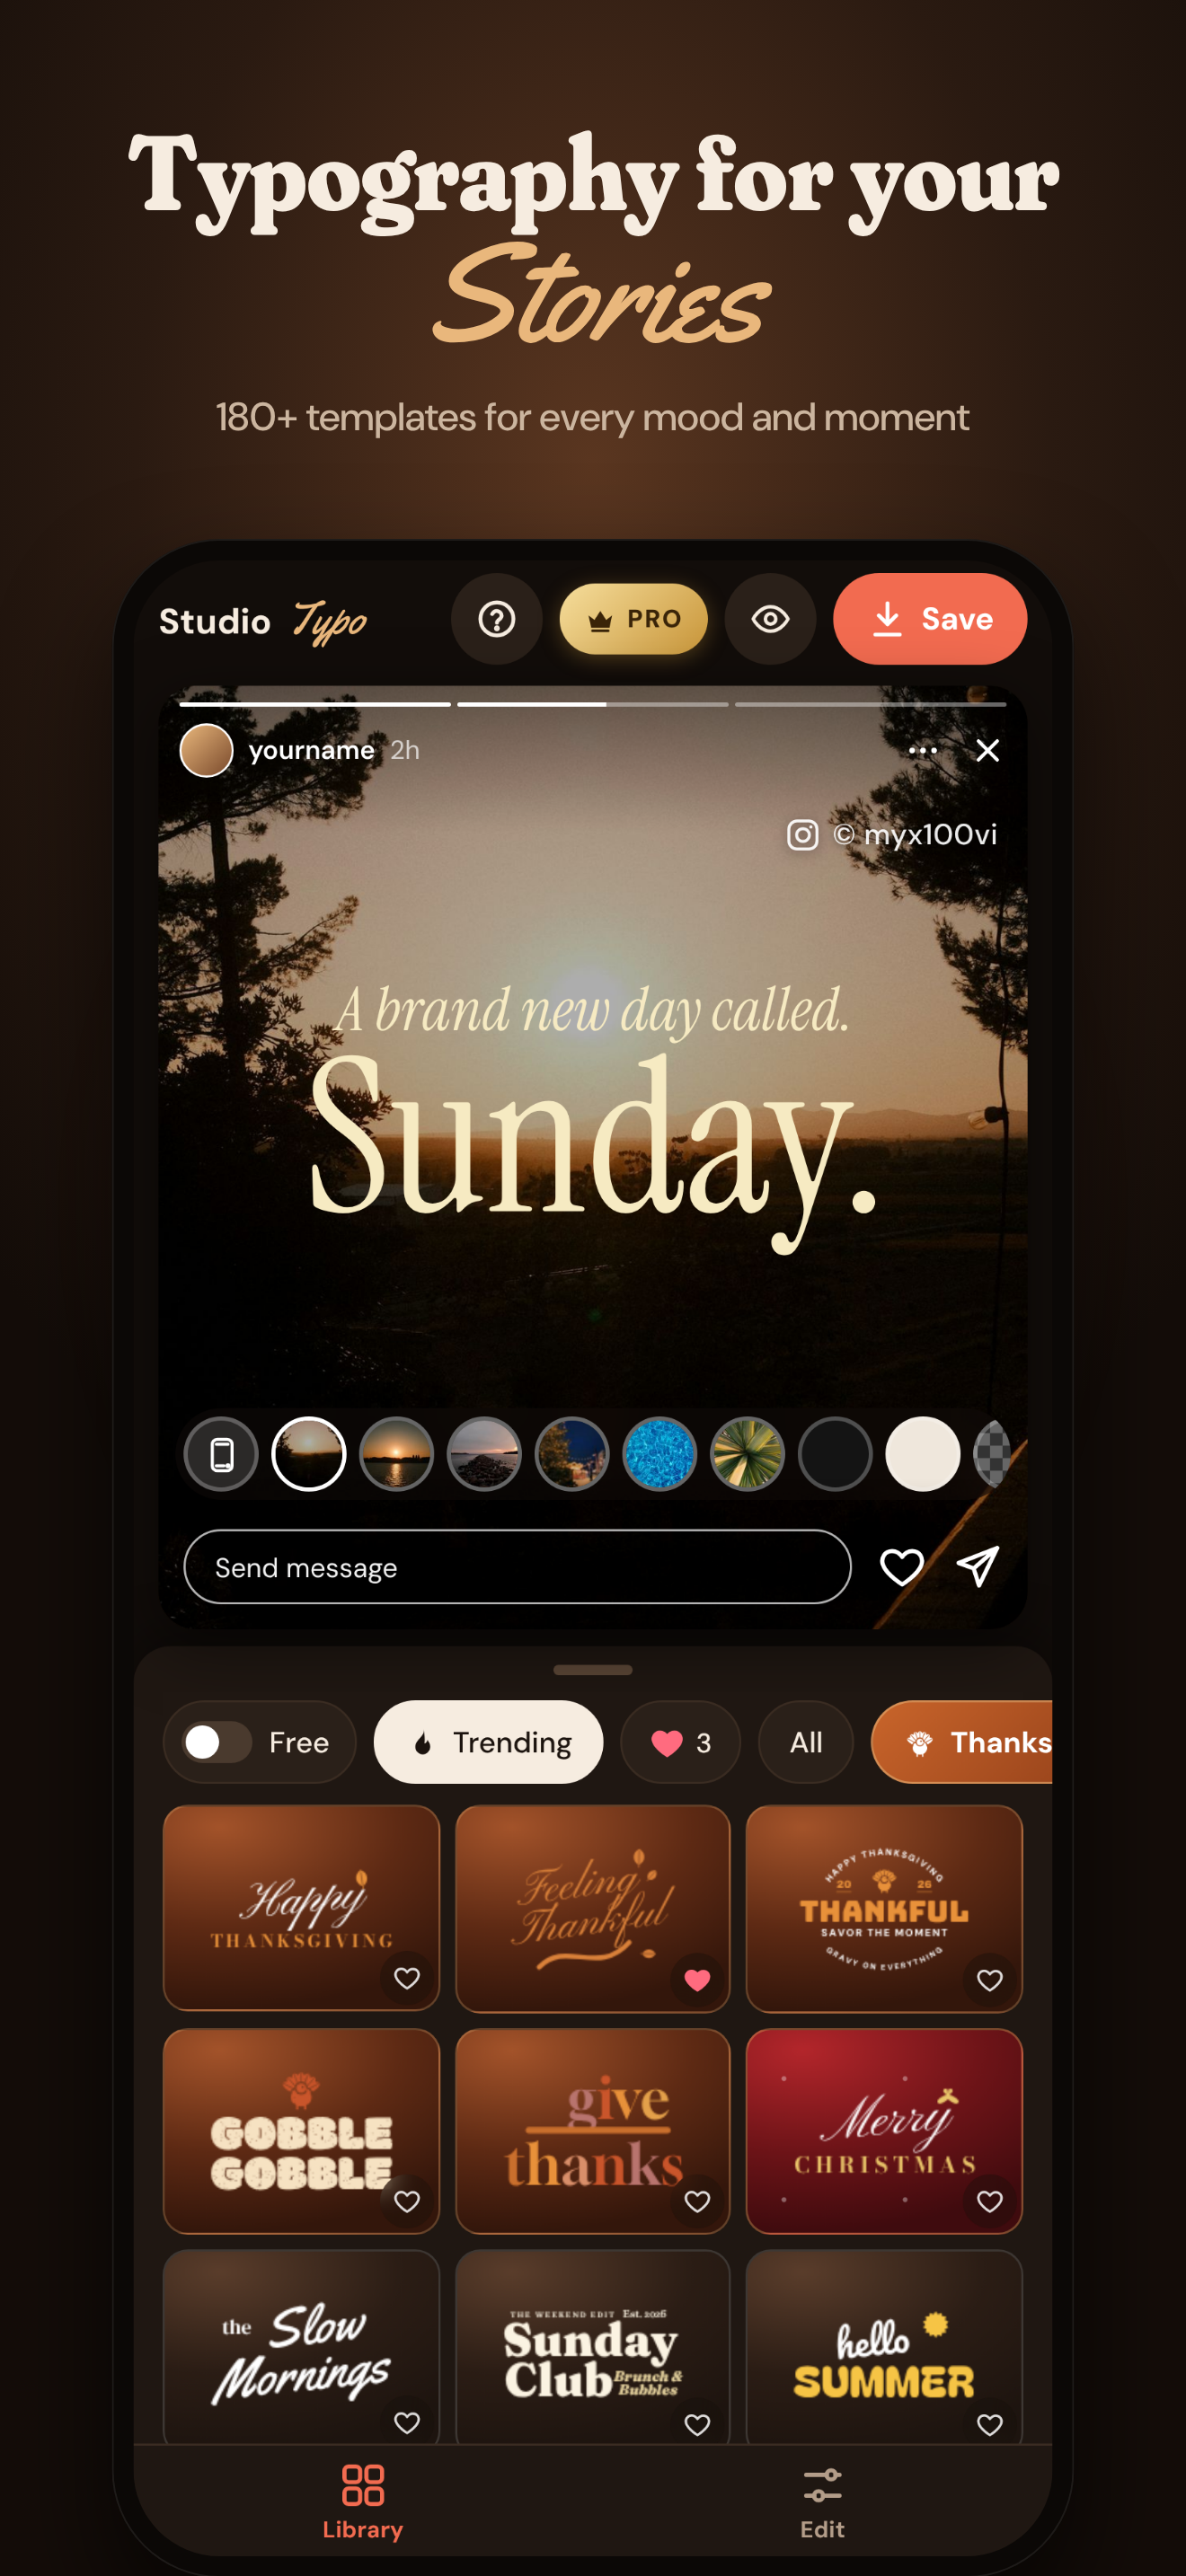 Typography for your
Stories
180+ templates for every mood and moment
Studio Typo
PRO
Save
yourname 2h
© myx100vi
A brand new day called.
Sunday.
Send message
Free
Trending
3
All
Thanks
Happy
THANKSGIVING
Feeling
Thankful
HAPPY THANKSGIVING
20 26
THANKFUL
SAVOR THE MOMENT
GRAVY ON EVERYTHING
GOBBLE
GOBBLE
give
thanks
Merry
CHRISTMAS
the Slow
Mornings
THE WEEKEND EDIT Est. 2026
Sunday
Club Brunch &
Bubbles
hello
SUMMER
Library
Edit